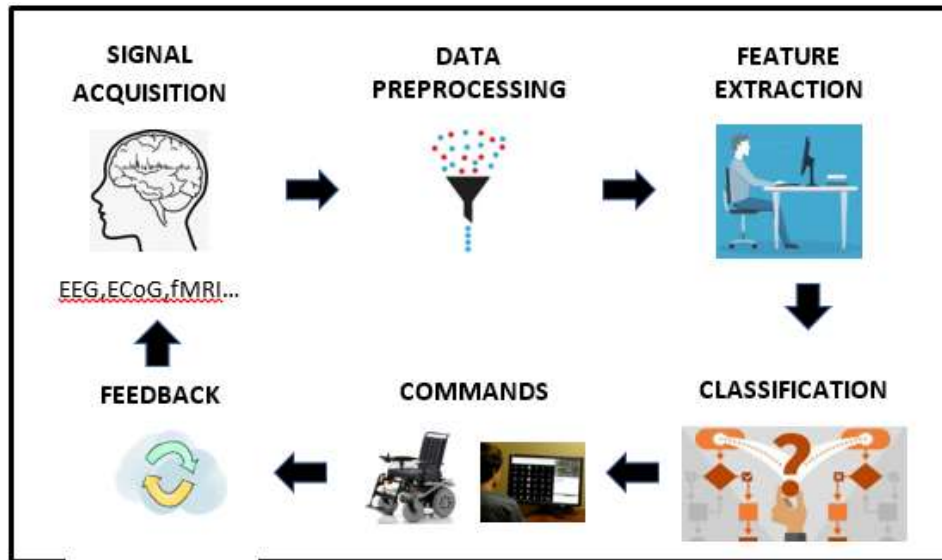 SIGNAL
ACQUISITION
DATA
PREPROCESSING
FEATURE
EXTRACTION
EEG,ECoG,fMRI...
FEEDBACK
COMMANDS
CLASSIFICATION